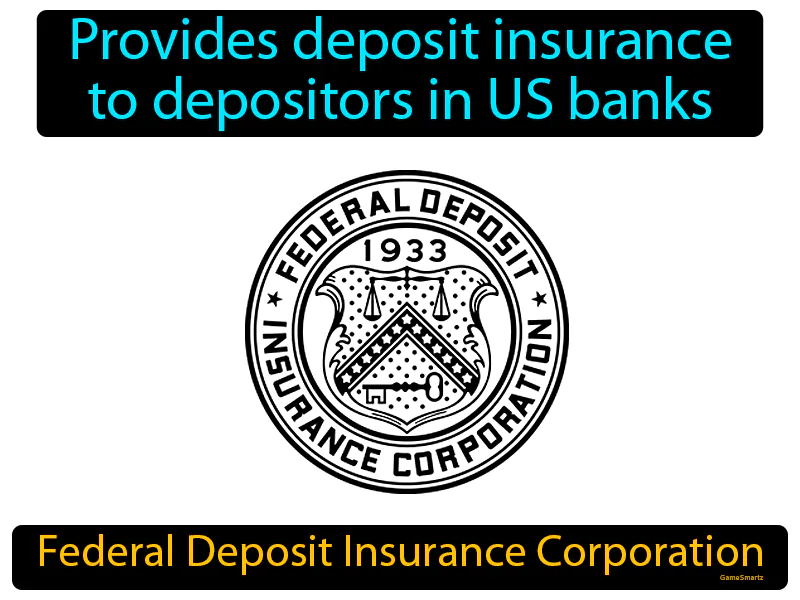 Provides deposit insurance
to depositors in US banks
FEDERAL DEPOSIT
1933
INSURANCE CORPORATION
Federal Deposit Insurance Corporation
GameSmartz